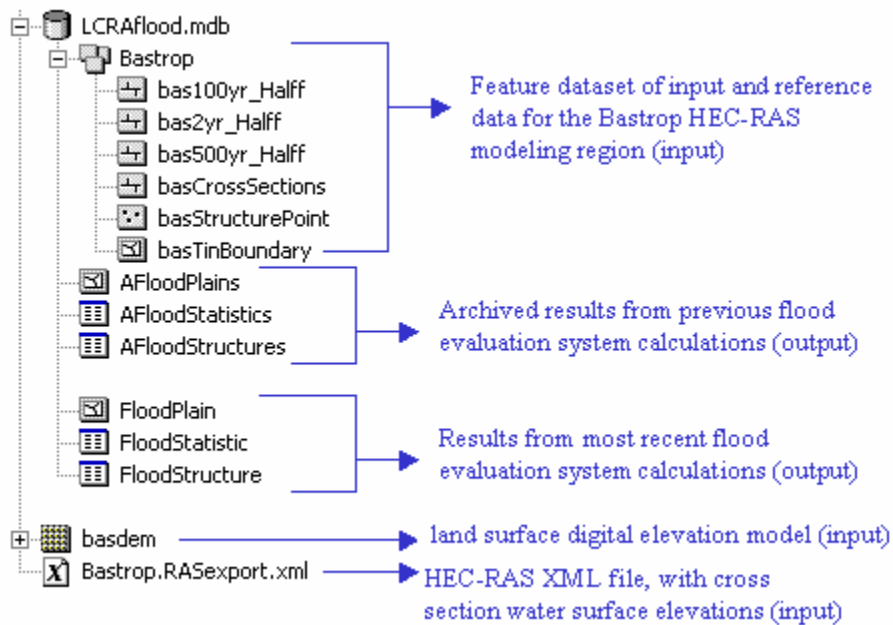 LCRAflood.mdb
Bastrop
bas100yr_Halff
bas2yr_Halff
bas500yr_Halff
basCrossSections
basStructurePoint
basTinBoundary
Feature dataset of input and reference
data for the Bastrop HEC-RAS
modeling region (input)
AFloodPlains
AFloodStatistics
AFloodStructures
Archived results from previous flood
evaluation system calculations (output)
FloodPlain
FloodStatistic
FloodStructure
Results from most recent flood
evaluation system calculations (output)
basdem
land surface digital elevation model (input)
Bastrop.RASexport.xml
HEC-RAS XML file, with cross
section water surface elevations (input)